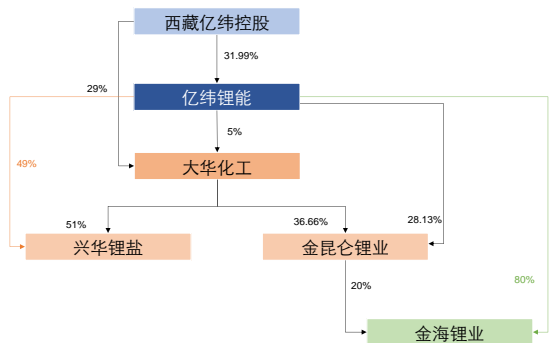 西藏亿纬控股
31.99%
29%
亿纬锂能
5%
49%
大华化工
51%
36.66%
28.13%
兴华锂盐
金昆仑锂业
20%
80%
金海锂业